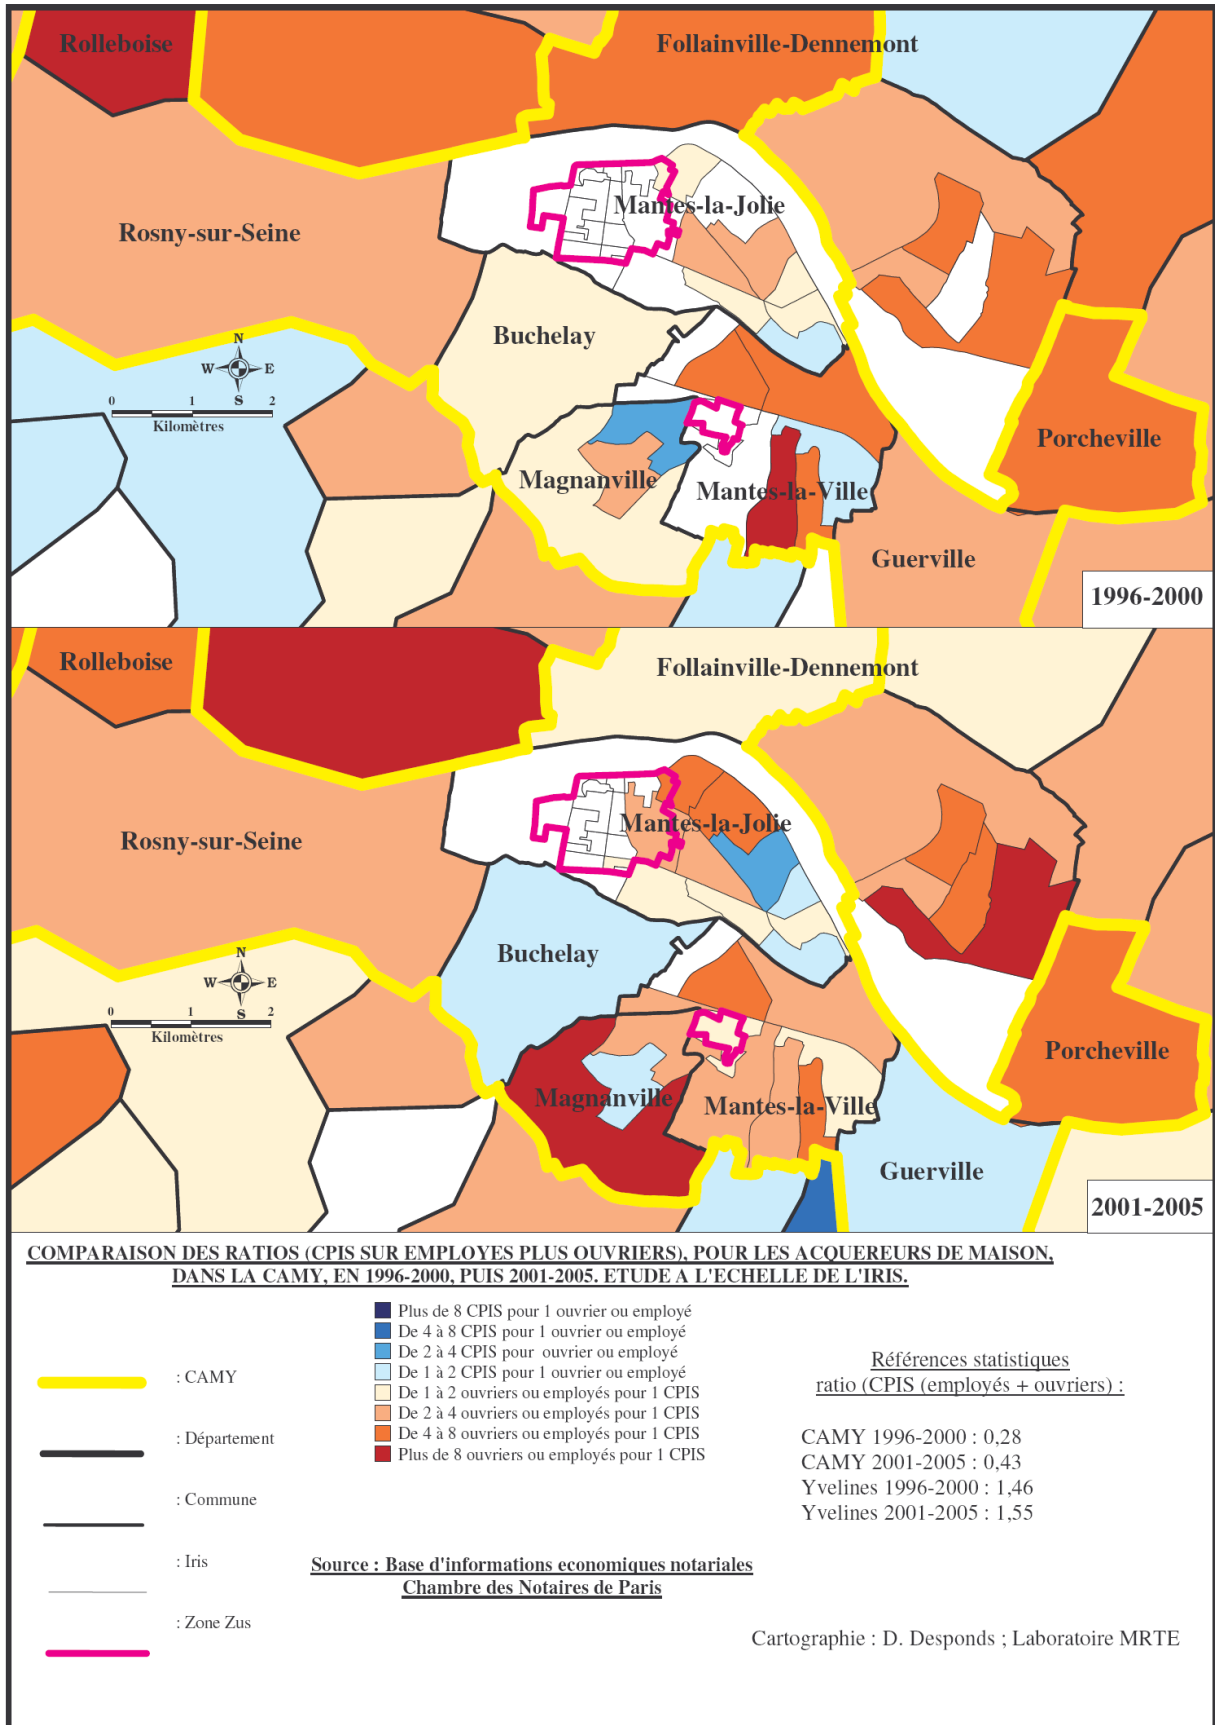 Rolleboise
Follainville-Dennemont
Mantes-la-Jolie
Rosny-sur-Seine
Buchelay
N
W E
S
0 1 2
Kilomètres
Porcheville
Magnanville
Mantes-la-Ville
Guerville
1996-2000
Rolleboise
Follainville-Dennemont
Mantes-la-Jolie
Rosny-sur-Seine
Buchelay
N
W E
S
0 1 2
Kilomètres
Porcheville
Magnanville
Mantes-la-Ville
Guerville
2001-2005
COMPARAISON DES RATIOS (CPIS SUR EMPLOYES PLUS OUVRIERS), POUR LES ACQUEREURS DE MAISON,
DANS LA CAMY, EN 1996-2000, PUIS 2001-2005. ETUDE A L'ECHELLE DE L'IRIS.
Plus de 8 CPIS pour 1 ouvrier ou employé
De 4 à 8 CPIS pour 1 ouvrier ou employé
De 2 à 4 CPIS pour ouvrier ou employé
De 1 à 2 CPIS pour 1 ouvrier ou employé
De 1 à 2 ouvriers ou employés pour 1 CPIS
De 2 à 4 ouvriers ou employés pour 1 CPIS
De 4 à 8 ouvriers ou employés pour 1 CPIS
Plus de 8 ouvriers ou employés pour 1 CPIS
: CAMY
: Département
: Commune
: Iris
: Zone Zus
Références statistiques
ratio (CPIS (employés + ouvriers) :
CAMY 1996-2000 : 0,28
CAMY 2001-2005 : 0,43
Yvelines 1996-2000 : 1,46
Yvelines 2001-2005 : 1,55
Source : Base d'informations economiques notariales
Chambre des Notaires de Paris
Cartographie : D. Desponds ; Laboratoire MRTE